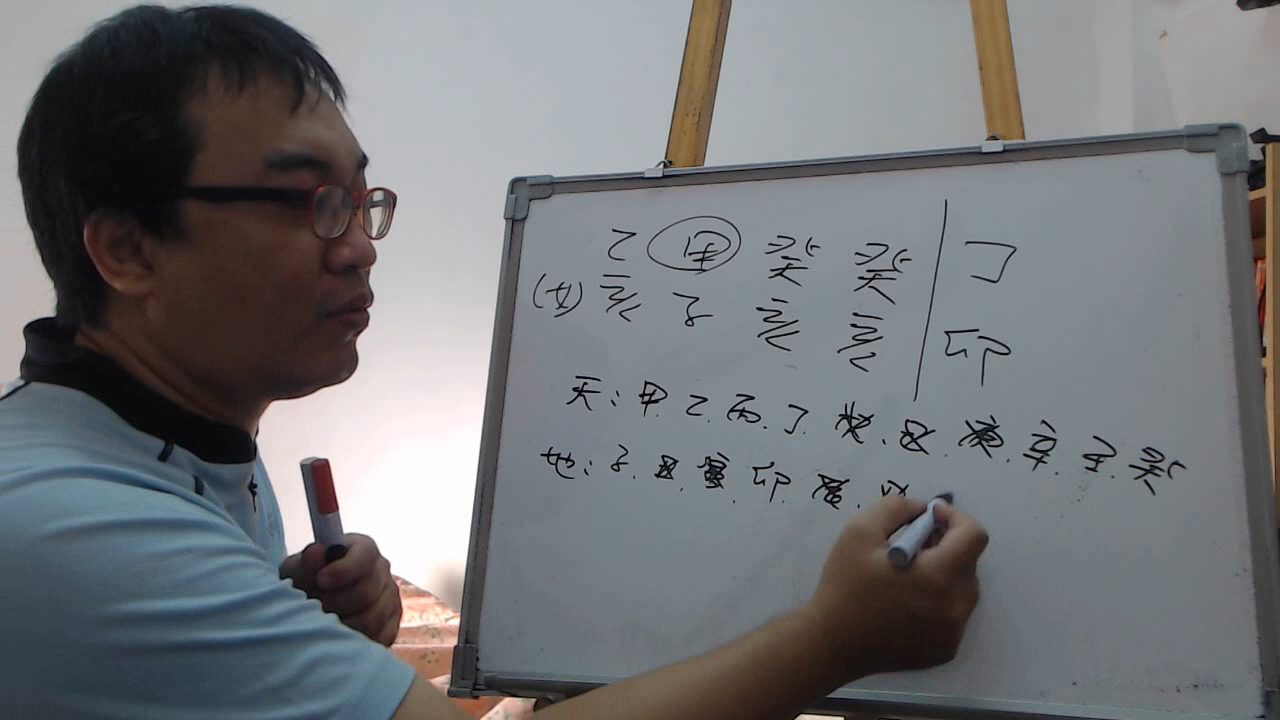 乙 甲 癸 癸 丁
(女) 亥 子 亥 亥 卯
天: 甲. 乙. 丙. 丁. 戊. 己. 庚. 辛. 壬. 癸
地: 子. 丑. 寅. 卯. 辰. 巳